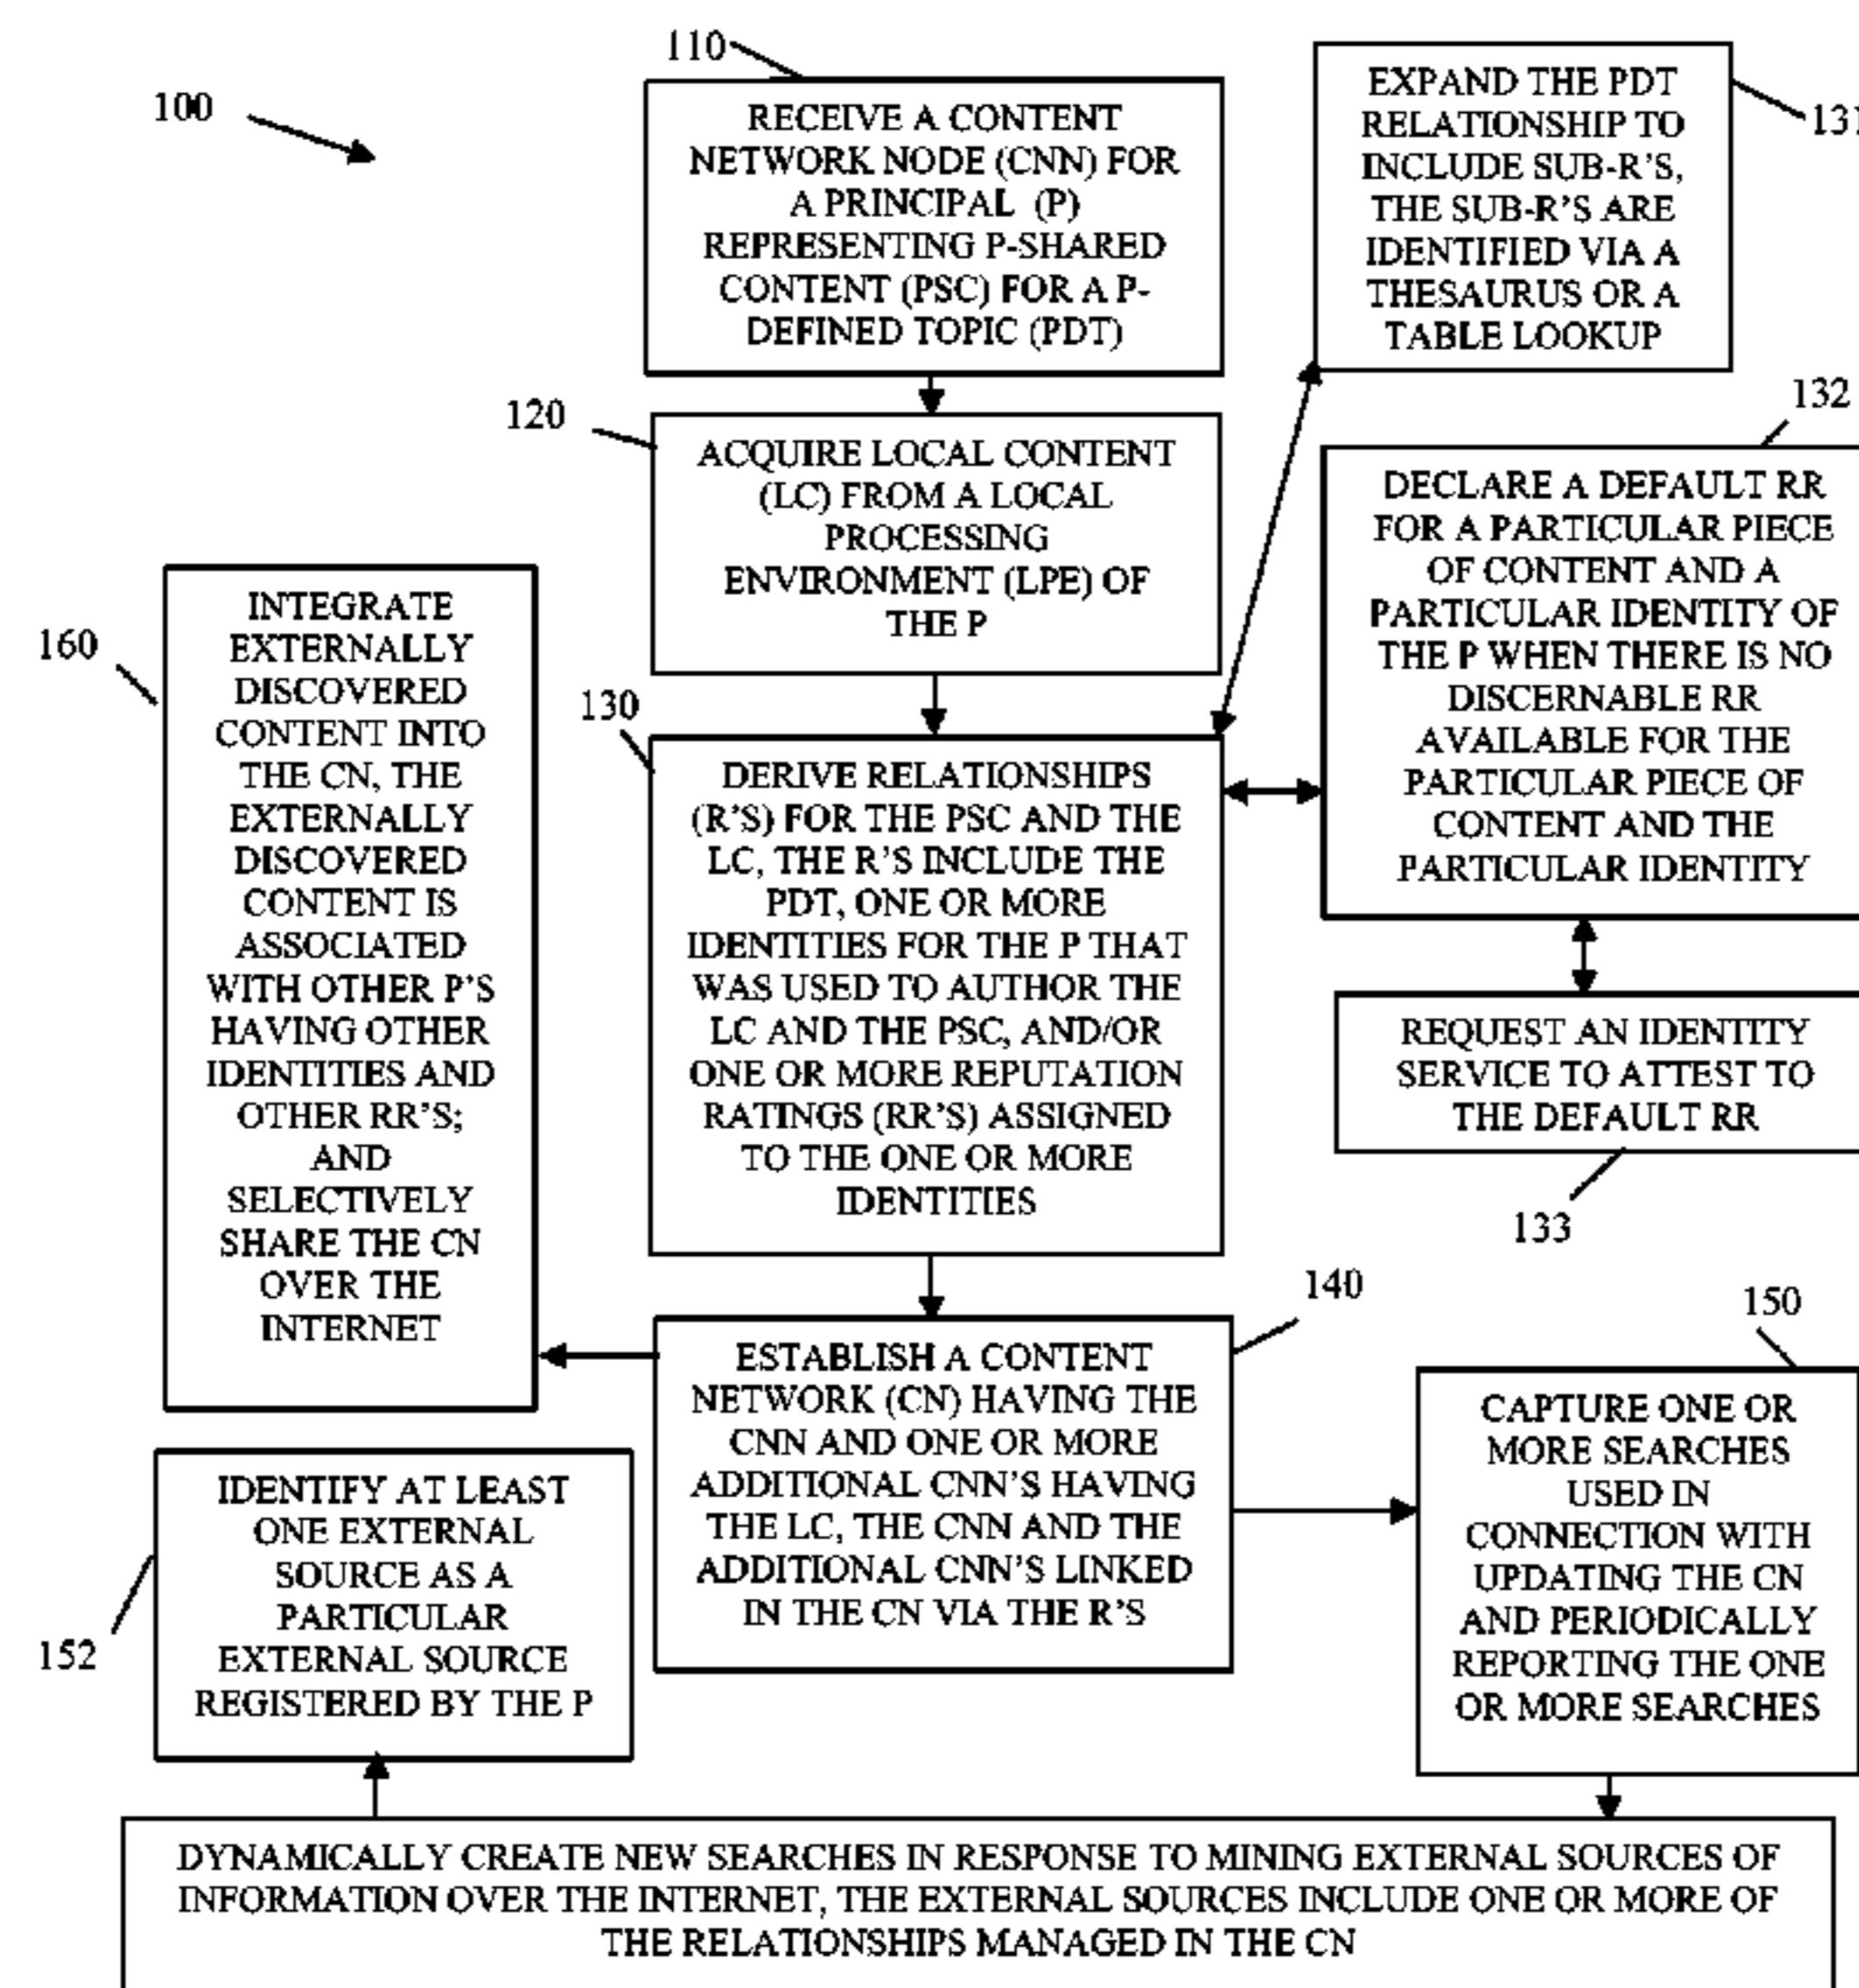 100
110
RECEIVE A CONTENT
NETWORK NODE (CNN) FOR
A PRINCIPAL (P)
REPRESENTING P-SHARED
CONTENT (PSC) FOR A P-
DEFINED TOPIC (PDT)
131
EXPAND THE PDT
RELATIONSHIP TO
INCLUDE SUB-R'S,
THE SUB-R'S ARE
IDENTIFIED VIA A
THESAURUS OR A
TABLE LOOKUP
120
ACQUIRE LOCAL CONTENT
(LC) FROM A LOCAL
PROCESSING
ENVIRONMENT (LPE) OF
THE P
132
DECLARE A DEFAULT RR
FOR A PARTICULAR PIECE
OF CONTENT AND A
PARTICULAR IDENTITY OF
THE P WHEN THERE IS NO
DISCERNABLE RR
AVAILABLE FOR THE
PARTICULAR PIECE OF
CONTENT AND THE
PARTICULAR IDENTITY
160
INTEGRATE
EXTERNALLY
DISCOVERED
CONTENT INTO
THE CN, THE
EXTERNALLY
DISCOVERED
CONTENT IS
ASSOCIATED
WITH OTHER P'S
HAVING OTHER
IDENTITIES AND
OTHER RR'S;
AND
SELECTIVELY
SHARE THE CN
OVER THE
INTERNET
130
DERIVE RELATIONSHIPS
(R'S) FOR THE PSC AND THE
LC, THE R'S INCLUDE THE
PDT, ONE OR MORE
IDENTITIES FOR THE P THAT
WAS USED TO AUTHOR THE
LC AND THE PSC, AND/OR
ONE OR MORE REPUTATION
RATINGS (RR'S) ASSIGNED
TO THE ONE OR MORE
IDENTITIES
REQUEST AN IDENTITY
SERVICE TO ATTEST TO
THE DEFAULT RR
133
140
ESTABLISH A CONTENT
NETWORK (CN) HAVING THE
CNN AND ONE OR MORE
ADDITIONAL CNN'S HAVING
THE LC, THE CNN AND THE
ADDITIONAL CNN'S LINKED
IN THE CN VIA THE R'S
150
CAPTURE ONE OR
MORE SEARCHES
USED IN
CONNECTION WITH
UPDATING THE CN
AND PERIODICALLY
REPORTING THE ONE
OR MORE SEARCHES
152
IDENTIFY AT LEAST
ONE EXTERNAL
SOURCE AS A
PARTICULAR
EXTERNAL SOURCE
REGISTERED BY THE P
DYNAMICALLY CREATE NEW SEARCHES IN RESPONSE TO MINING EXTERNAL SOURCES OF
INFORMATION OVER THE INTERNET, THE EXTERNAL SOURCES INCLUDE ONE OR MORE OF
THE RELATIONSHIPS MANAGED IN THE CN